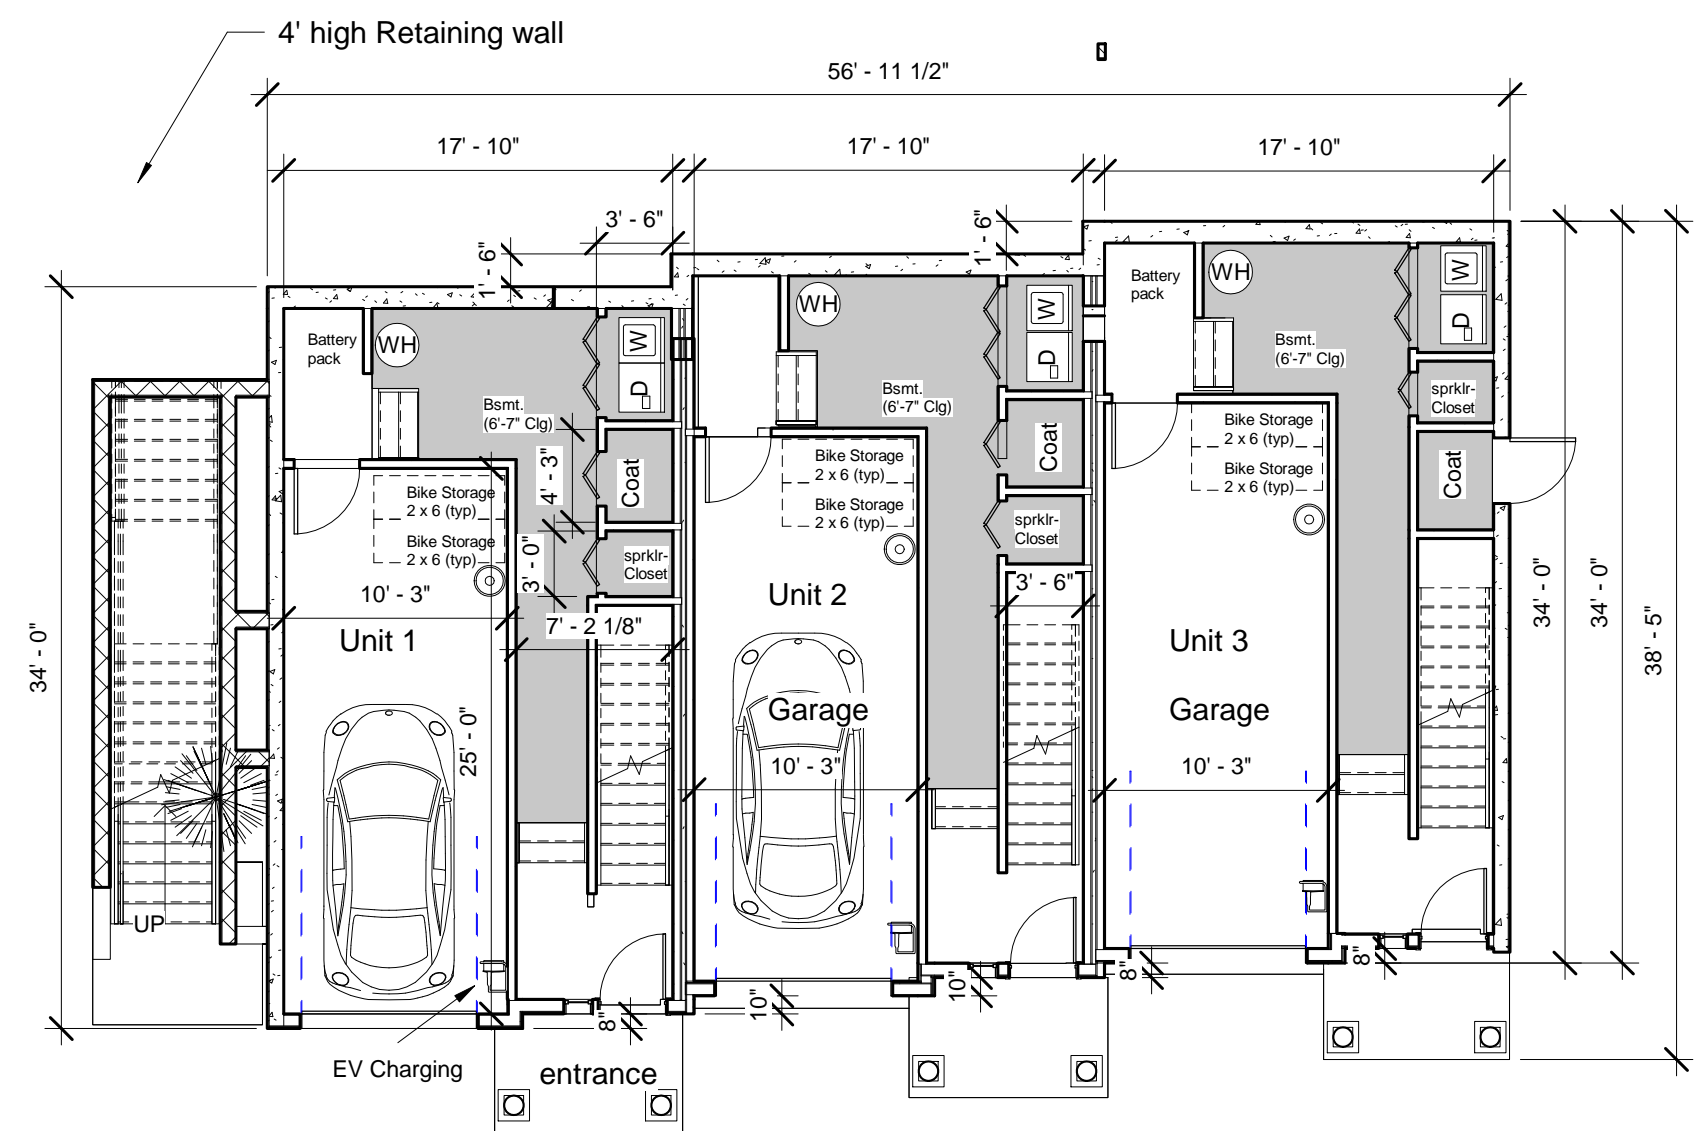 4' high Retaining wall
56' - 11 1/2"
17' - 10"
17' - 10"
17' - 10"
3' - 6"
1' - 6"
1' - 6"
Battery
pack
WH
W
D
Bsmt.
(6'-7" Clg)
4' - 3"
Coat
Bike Storage
2 x 6 (typ)
Bike Storage
2 x 6 (typ)
3' - 0"
sprklr-
Closet
10' - 3"
7' - 2 1/8"
Unit 1
25' - 0"
34' - 0"
UP
8"
EV Charging
entrance
WH
W
D
Bsmt.
(6'-7" Clg)
Coat
Bike Storage
2 x 6 (typ)
Bike Storage
2 x 6 (typ)
sprklr-
Closet
3' - 6"
Unit 2
Garage
10' - 3"
10"
10"
Battery
pack
WH
W
D
Bsmt.
(6'-7" Clg)
sprklr-
Closet
Bike Storage
2 x 6 (typ)
Bike Storage
2 x 6 (typ)
Coat
Unit 3
Garage
10' - 3"
8"
8"
34' - 0"
34' - 0"
38' - 5"